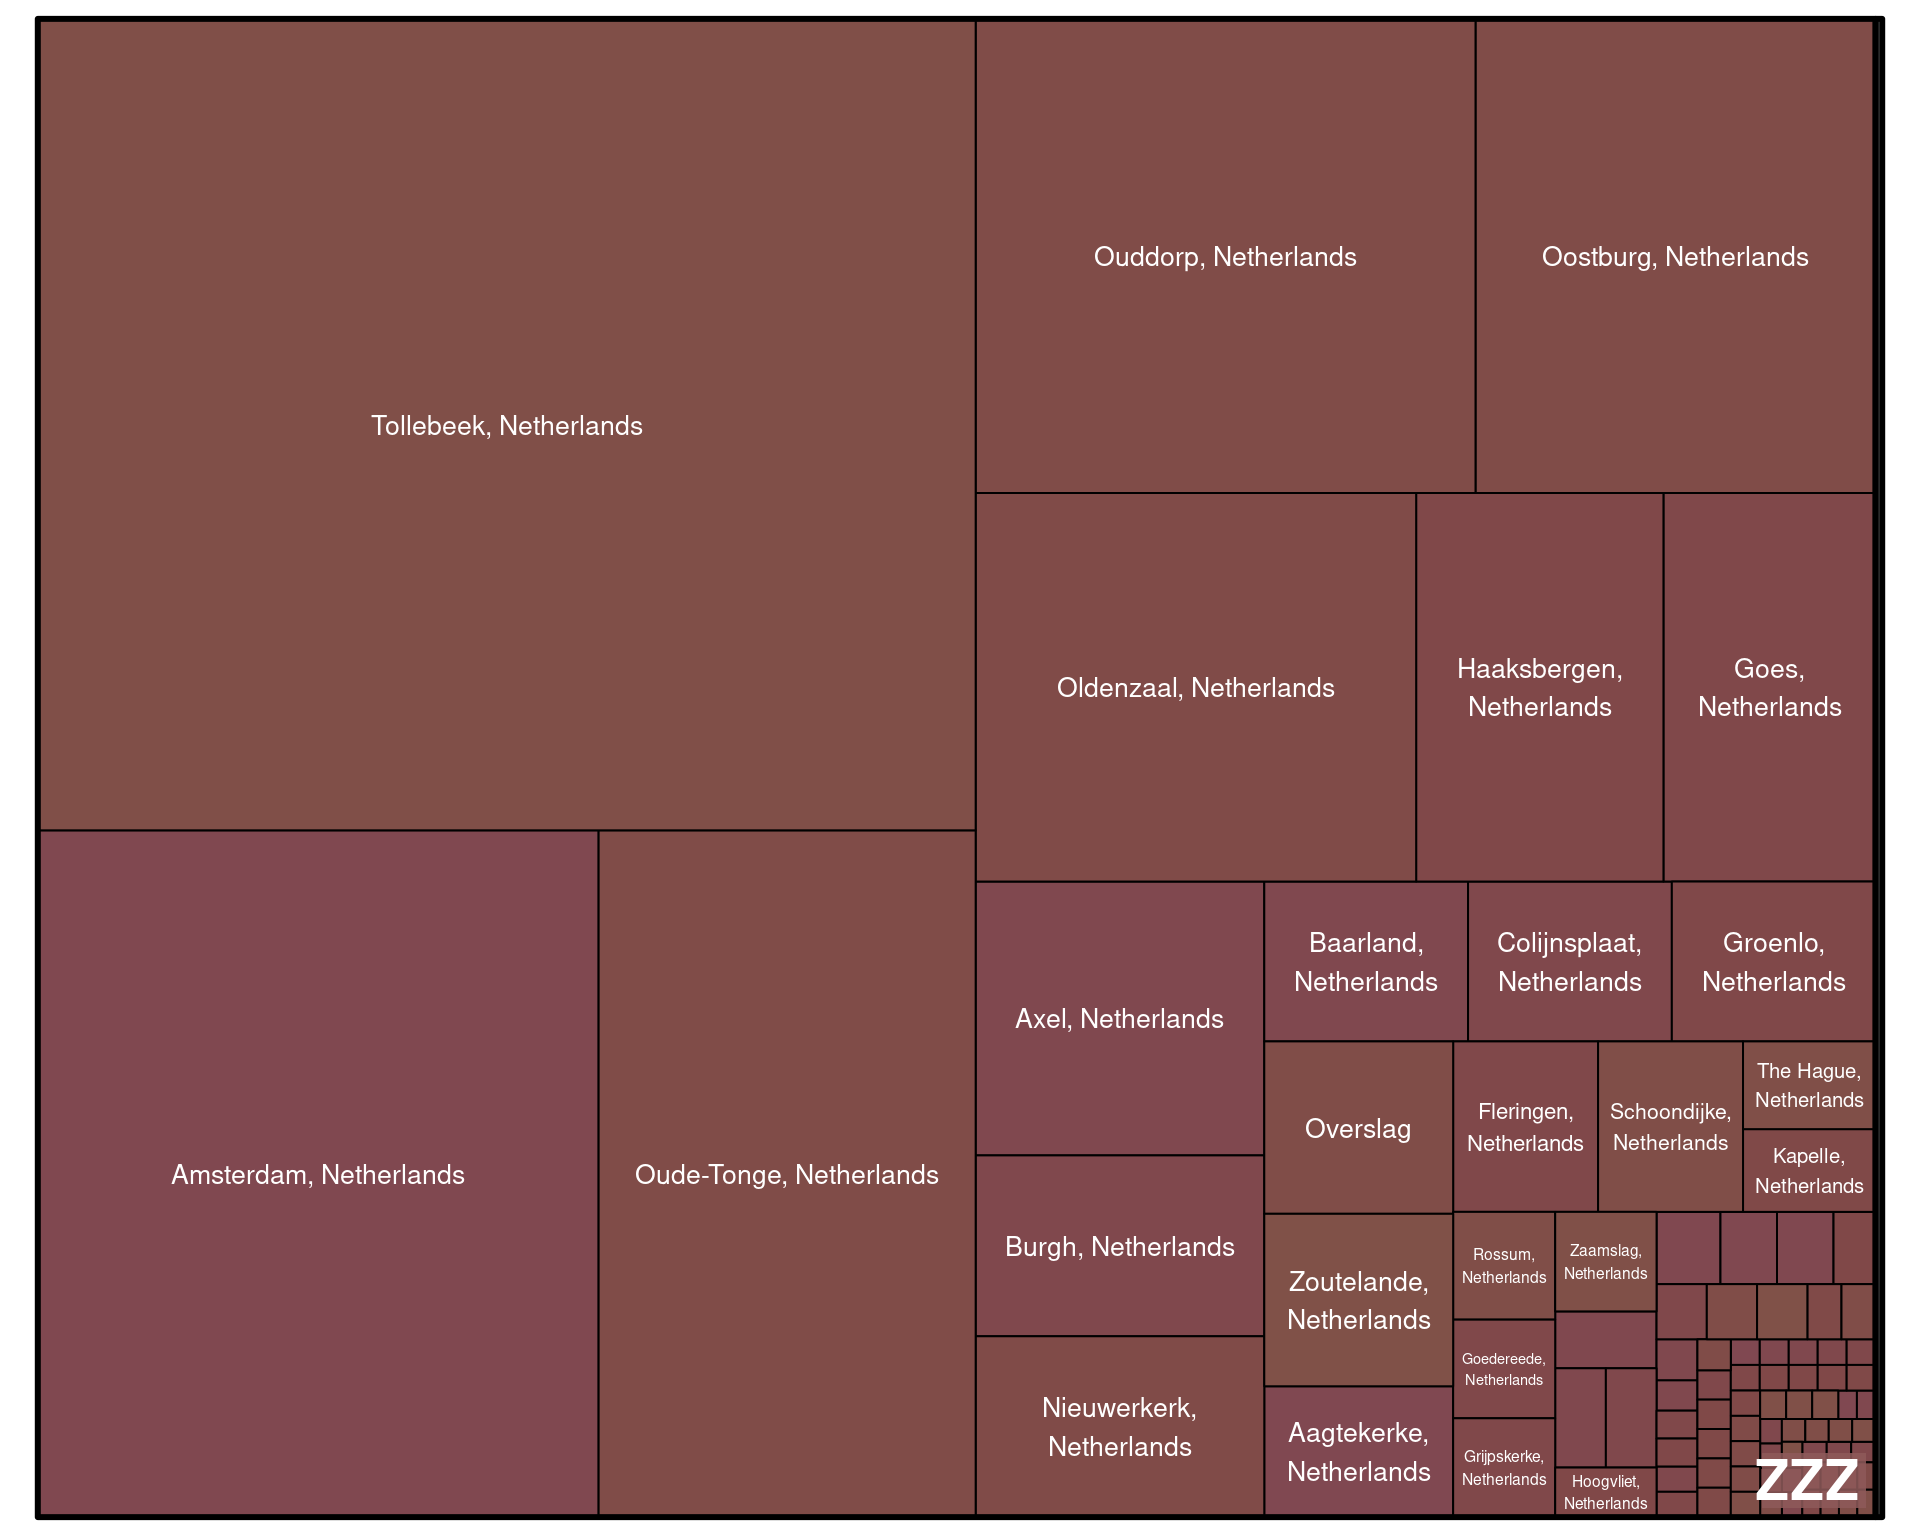 Tollebeek, Netherlands
Ouddorp, Netherlands
Oostburg, Netherlands
Oldenzaal, Netherlands
Haaksbergen,
Netherlands
Goes,
Netherlands
Amsterdam, Netherlands
Oude-Tonge, Netherlands
Axel, Netherlands
Baarland,
Netherlands
Colijnsplaat,
Netherlands
Groenlo,
Netherlands
Burgh, Netherlands
Overslag
Fleringen,
Netherlands
Schoondijke,
Netherlands
The Hague,
Netherlands
Kapelle,
Netherlands
Nieuwerkerk,
Netherlands
Zoutelande,
Netherlands
Aagtekerke,
Netherlands
Rossum,
Netherlands
Zaamslag,
Netherlands
Goedereede,
Netherlands
Grijpskerke,
Netherlands
Hoogvliet,
Netherlands
ZZZ